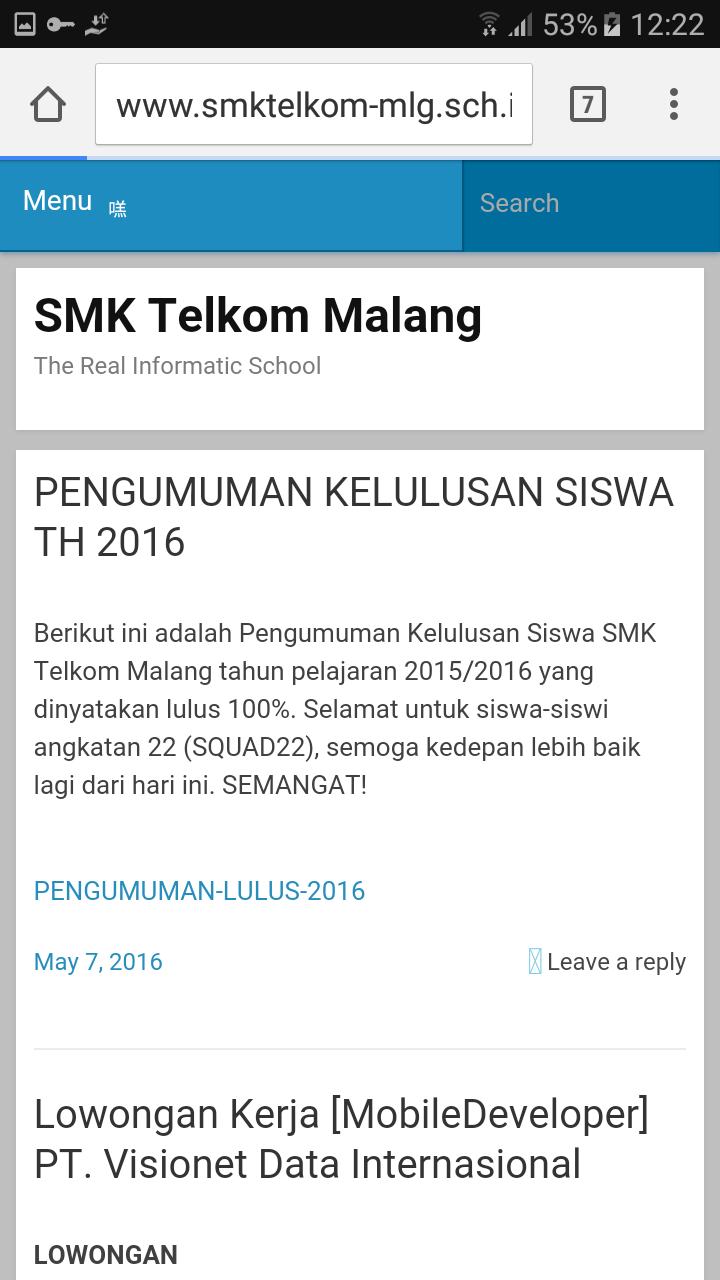 53% 12:22
www.smktelkom-mlg.sch.i
7
Menu 嘿 Search
SMK Telkom Malang
The Real Informatic School
PENGUMUMAN KELULUSAN SISWA
TH 2016
Berikut ini adalah Pengumuman Kelulusan Siswa SMK
Telkom Malang tahun pelajaran 2015/2016 yang
dinyatakan lulus 100%. Selamat untuk siswa-siswi
angkatan 22 (SQUAD22), semoga kedepan lebih baik
lagi dari hari ini. SEMANGAT!
PENGUMUMAN-LULUS-2016
May 7, 2016 Leave a reply
Lowongan Kerja [MobileDeveloper]
PT. Visionet Data Internasional
LOWONGAN